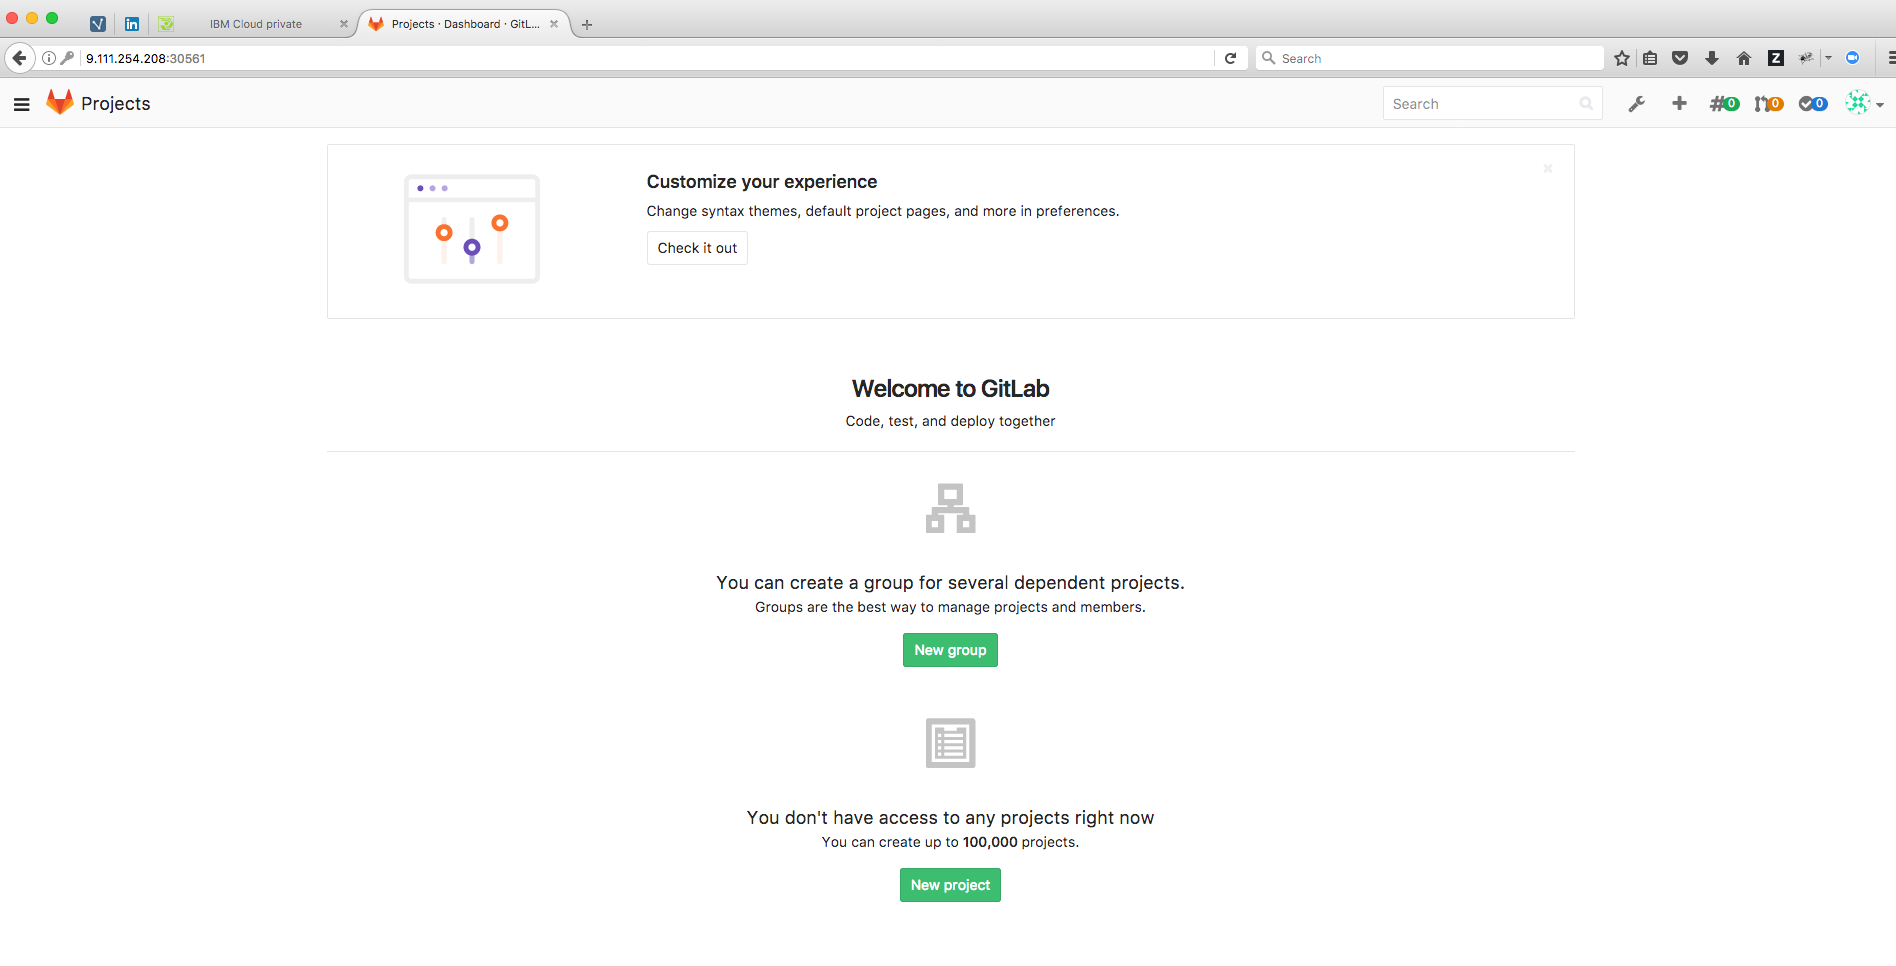 IBM Cloud private
Projects · Dashboard · GitL...
9.111.254.208:30561
Search
Projects
Search
0
0
0
Customize your experience
Change syntax themes, default project pages, and more in preferences.
Check it out
Welcome to GitLab
Code, test, and deploy together
You can create a group for several dependent projects.
Groups are the best way to manage projects and members.
New group
You don't have access to any projects right now
You can create up to 100,000 projects.
New project